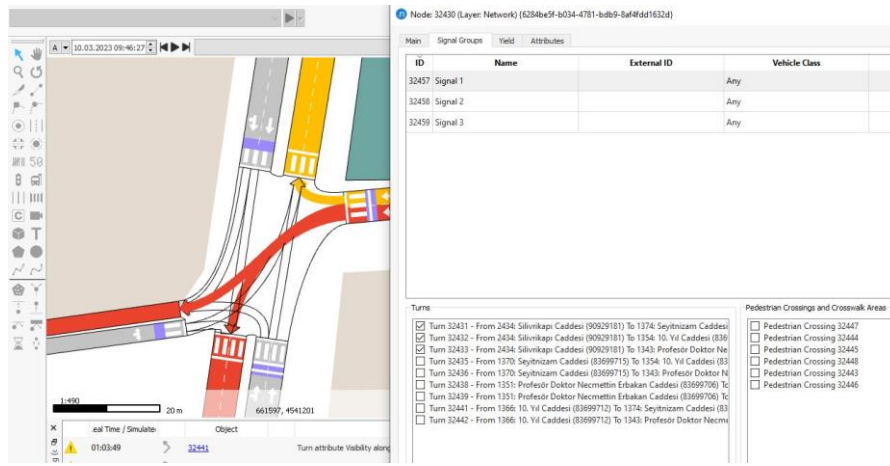 A 10.03.2023 09:46:27
50
C
T
1:490
20 m
661597, 4541201
.eal Time / Simulate Object
01:03:49 32441 Turn attribute Visibility along
Node: 32430 (Layer: Network) {6284be5f-b034-4781-bdb9-8af4fdd1632d}
Main Signal Groups Yield Attributes
ID Name External ID Vehicle Class
32457 Signal 1 Any
32458 Signal 2 Any
32459 Signal 3 Any
Turns
Turn 32431 - From 2434: Silivrikapı Caddesi (90929181) To 1374: Seyitnizam Caddesi
Turn 32432 - From 2434: Silivrikapı Caddesi (90929181) To 1354: 10. Yıl Caddesi (836
Turn 32433 - From 2434: Silivrikapı Caddesi (90929181) To 1343: Profesör Doktor Ne
Turn 32435 - From 1370: Seyitnizam Caddesi (83699715) To 1354: 10. Yıl Caddesi (83
Turn 32436 - From 1370: Seyitnizam Caddesi (83699715) To 1343: Profesör Doktor N
Turn 32438 - From 1351: Profesör Doktor Necmettin Erbakan Caddesi (83699706) To
Turn 32439 - From 1351: Profesör Doktor Necmettin Erbakan Caddesi (83699706) To
Turn 32441 - From 1366: 10. Yıl Caddesi (83699712) To 1374: Seyitnizam Caddesi (83
Turn 32442 - From 1366: 10. Yıl Caddesi (83699712) To 1343: Profesör Doktor Necme
Pedestrian Crossings and Crosswalk Areas
Pedestrian Crossing 32447
Pedestrian Crossing 32444
Pedestrian Crossing 32445
Pedestrian Crossing 32448
Pedestrian Crossing 32443
Pedestrian Crossing 32446